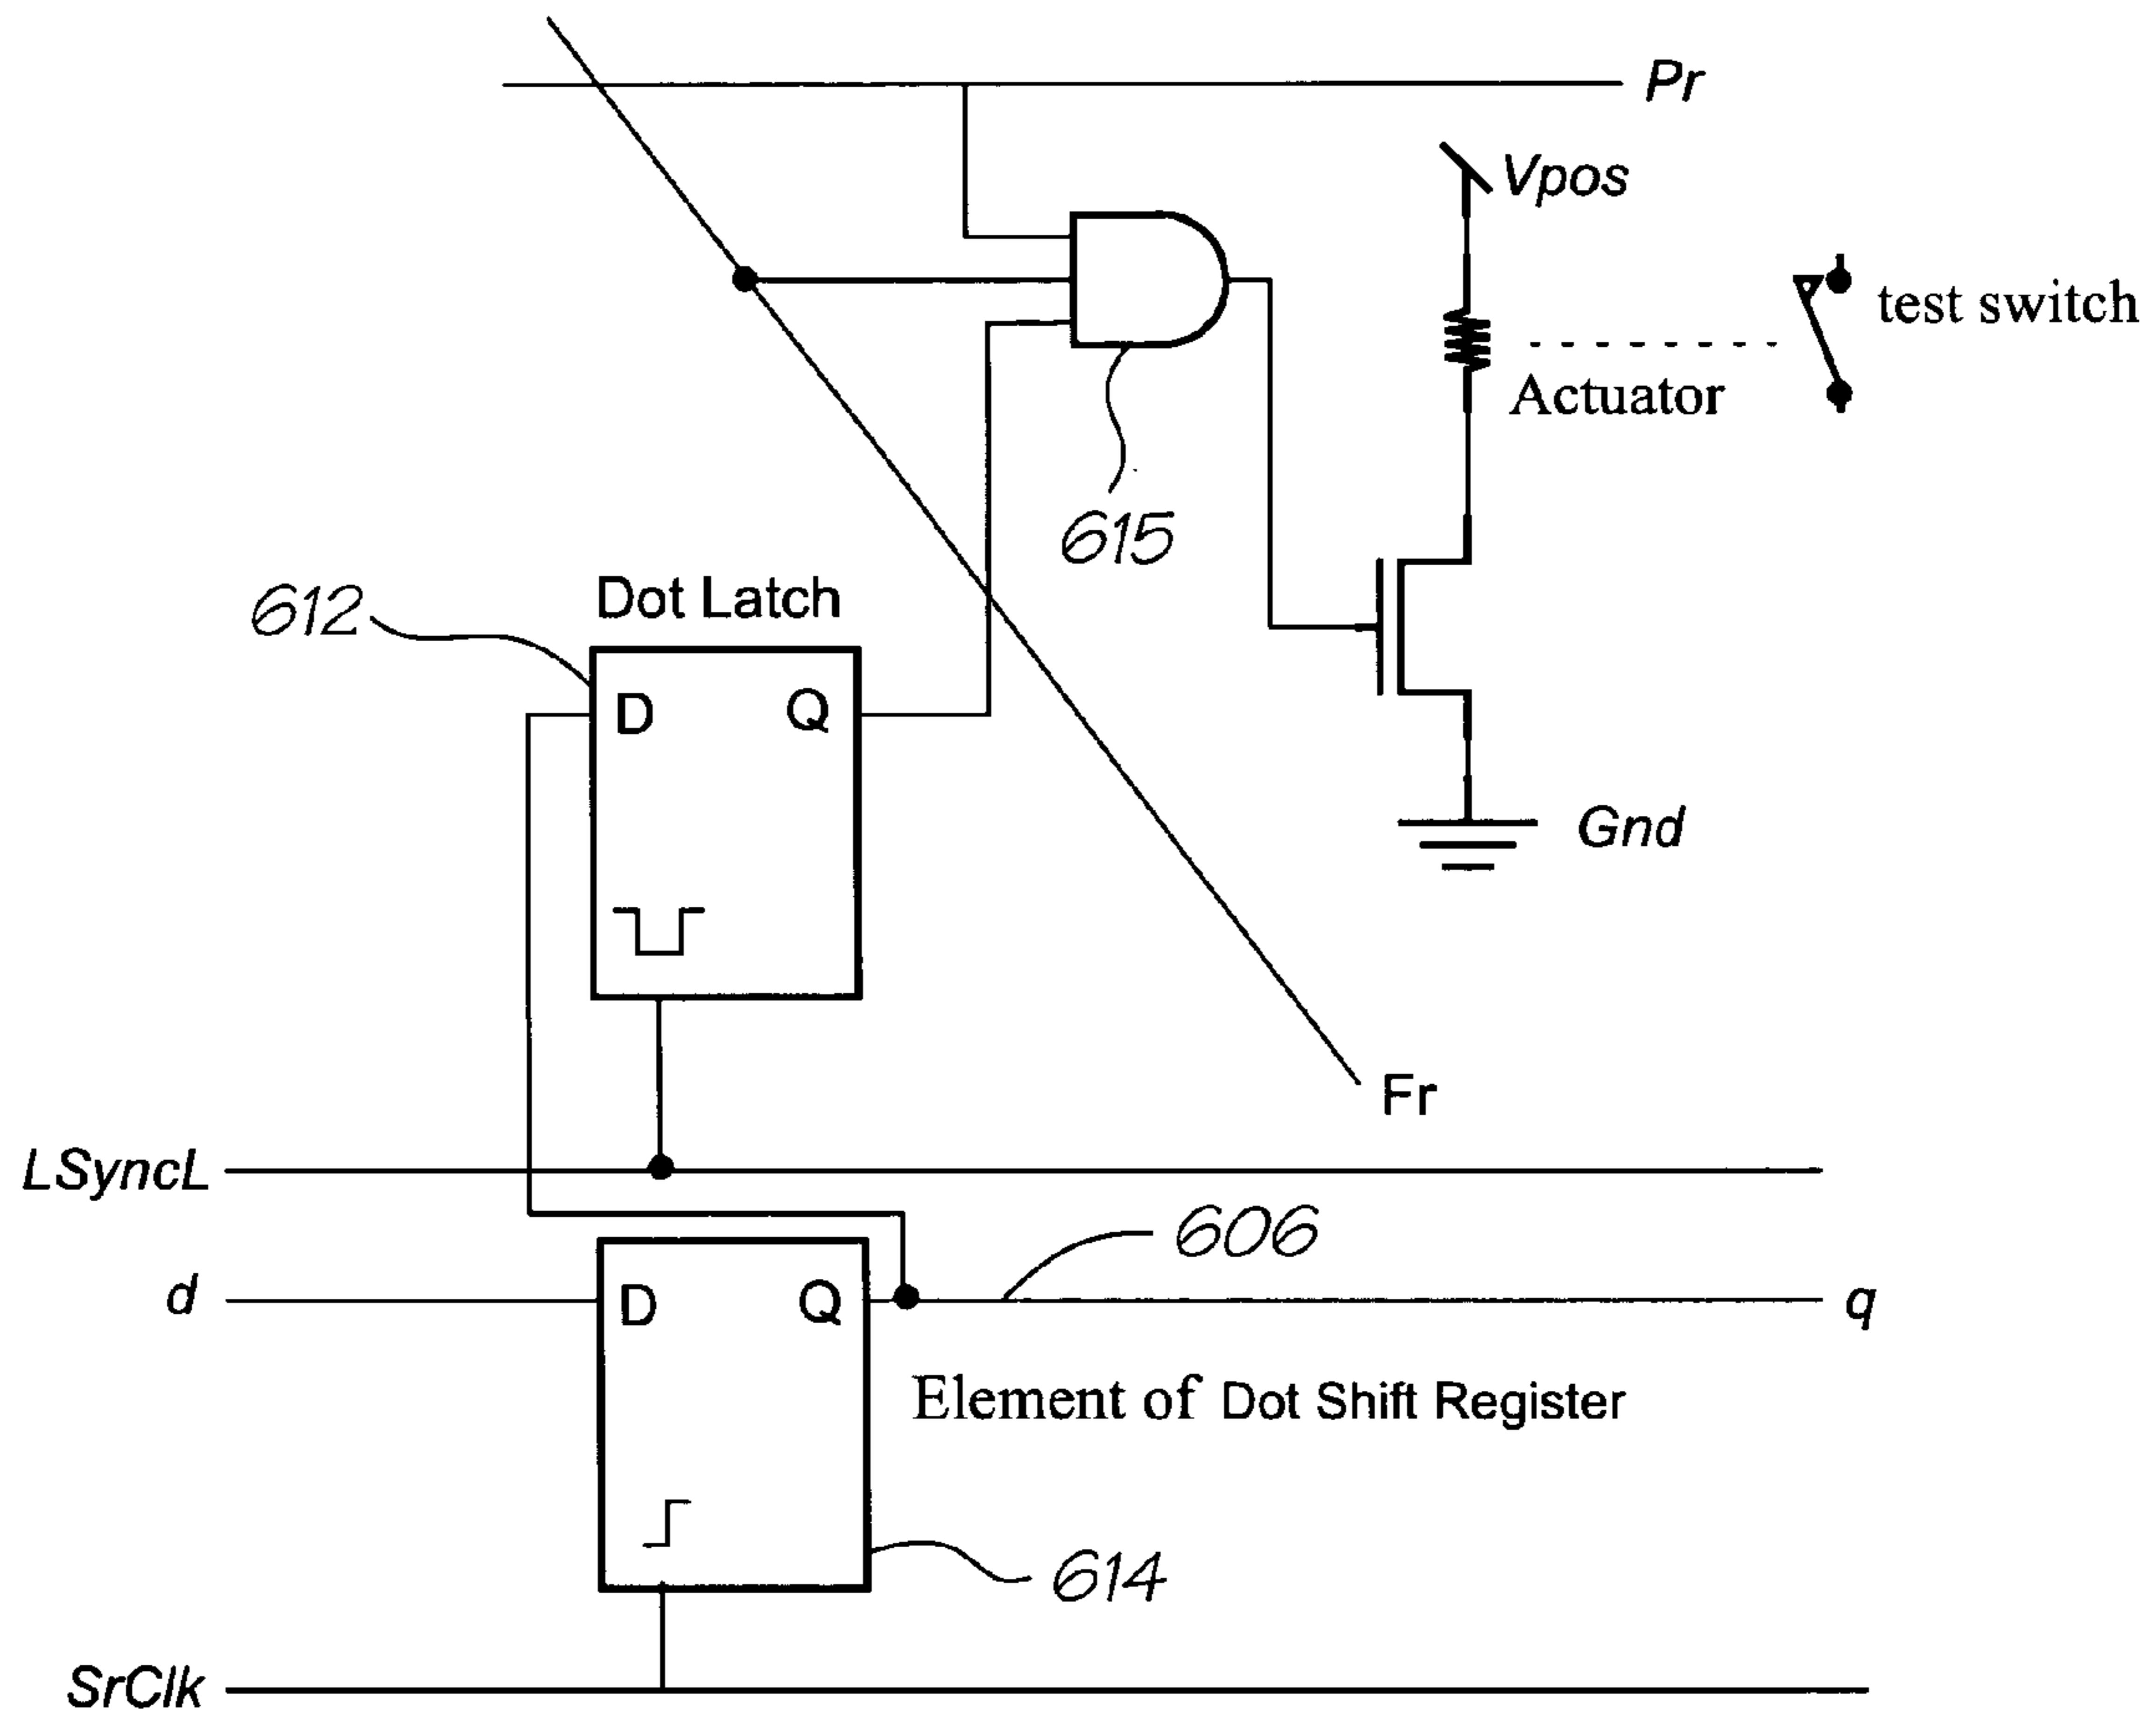 Pr
Vpos
test switch
Actuator
615
612
Dot Latch
D
Q
Gnd
Fr
LSyncL
606
d
D
Q
q
Element of Dot Shift Register
614
SrClk